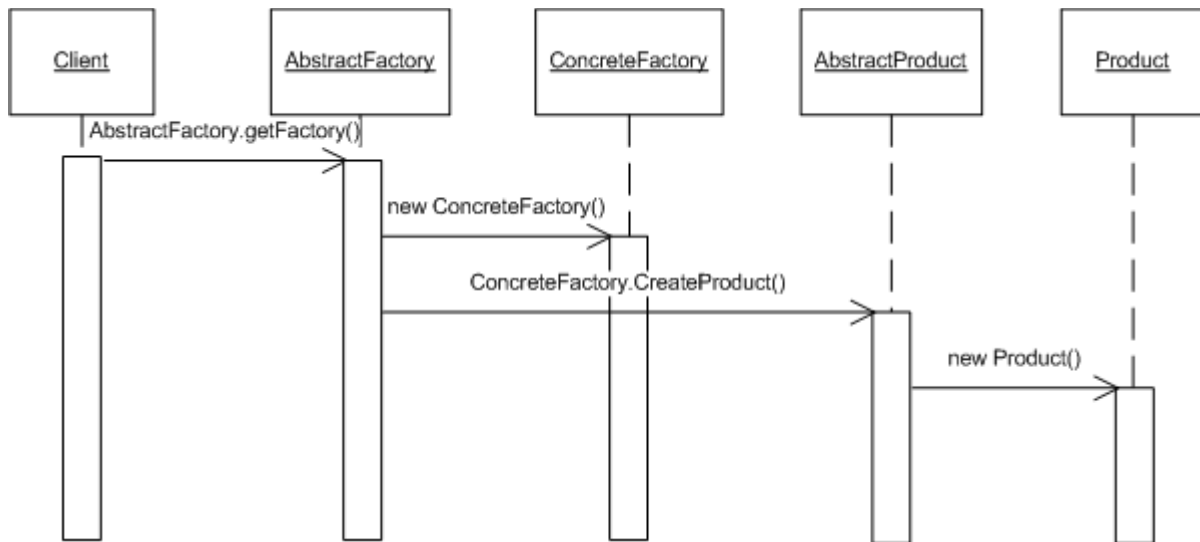 Client
AbstractFactory
ConcreteFactory
AbstractProduct
Product
AbstractFactory.getFactory()
new ConcreteFactory()
ConcreteFactory.CreateProduct()
new Product()